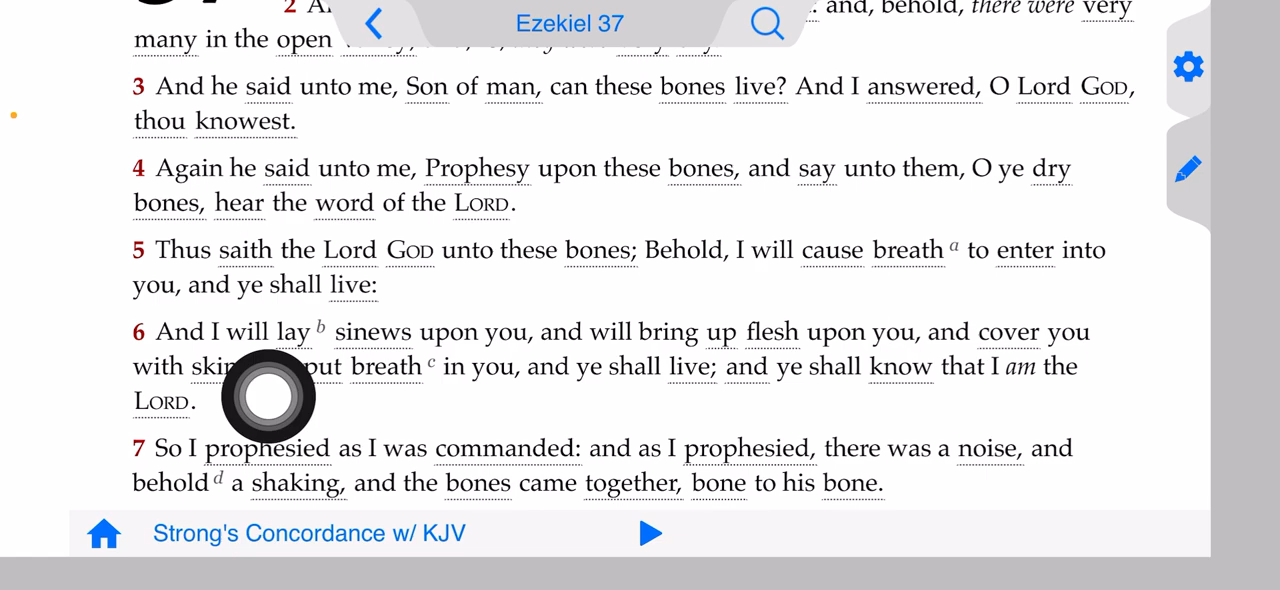 2 A
Ezekiel 37
and, behold, there were very
many in the open
3 And he said unto me, Son of man, can these bones live? And I answered, O Lord GOD,
thou knowest.
4 Again he said unto me, Prophesy upon these bones, and say unto them, O ye dry
bones, hear the word of the LORD.
5 Thus saith the Lord GOD unto these bones; Behold, I will cause breath a to enter into
you, and ye shall live:
6 And I will lay b sinews upon you, and will bring up flesh upon you, and cover you
with put breath c in you, and ye shall live; and ye shall know that I am the
LORD.
7 So I prophesied as I was commanded: and as I prophesied, there was a noise, and
behold d a shaking, and the bones came together, bone to his bone.
Strong's Concordance w/ KJV